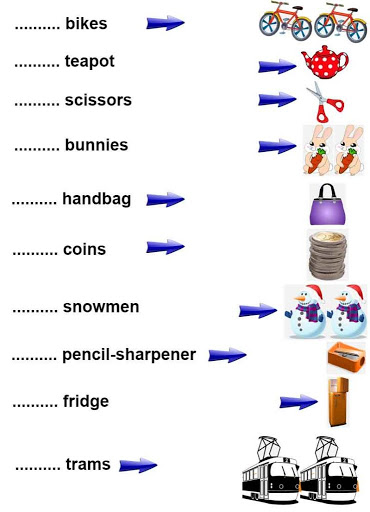 .......... bikes
.......... teapot
.......... scissors
.......... bunnies
.......... handbag
.......... coins
.......... snowmen
.......... pencil-sharpener
.......... fridge
.......... trams